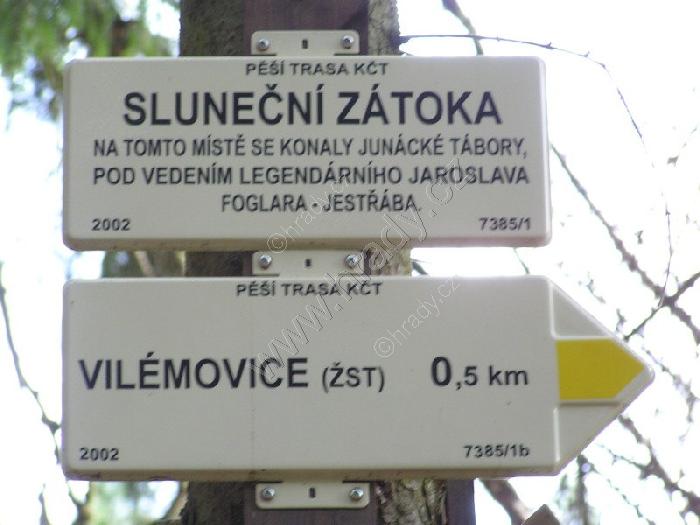 PĚŠÍ TRASA KČT
SLUNEČNÍ ZÁTOKA
NA TOMTO MÍSTĚ SE KONALY JUNÁCKÉ TÁBORY,
POD VEDENÍM LEGENDÁRNÍHO JAROSLAVA
FOGLARA - JESTŘÁBA.
2002 7385/1
PĚŠÍ TRASA KČT
VILÉMOVICE (ŽST) 0,5 km
2002 7385/1b
©hrady.cz
www.hrady.cz
©hrady.cz